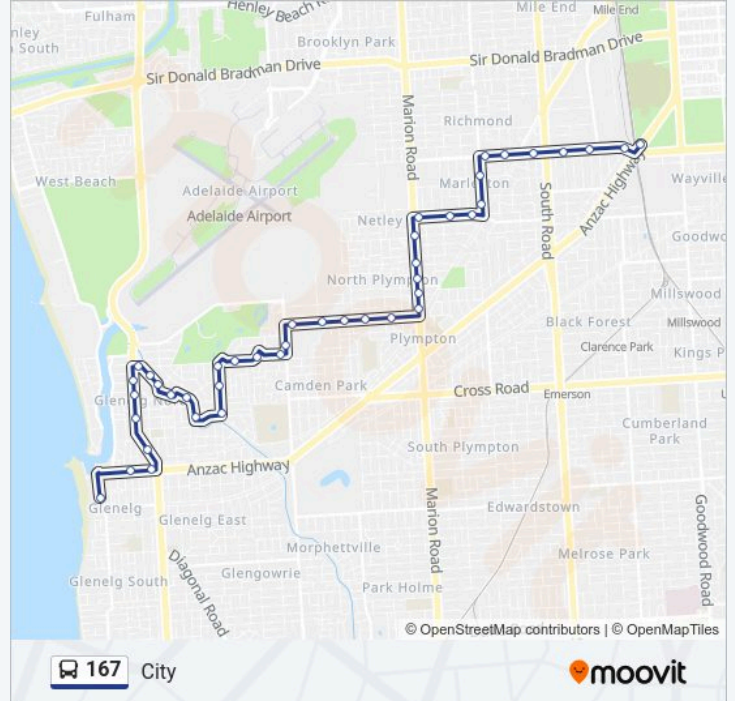 Fulham
Henley Beach R
Mile End
Mile End
nley
South
Brooklyn Park
Sir Donald Bradman Drive
Sir Donald Bradman Drive
Marion Road
Richmond
West Beach
Adelaide Airport
Adelaide Airport
Marleston
South Road
Anzac Highway
Wayville
Netley
Goodwo
North Plympton
Millswood
Black Forest
Millswood
Plympton
Clarence Park
Kings P
Camden Park
Cross Road
Emerson
Glenelg North
Cumberland
Park
South Plympton
Anzac Highway
Marion Road
Edwardstown
Goodwood Road
Glenelg
Glenelg East
Morphettville
Melrose Park
Diagonal Road
Glengowrie
Glenelg South
Park Holme
© OpenStreetMap contributors | © OpenMapTiles
167 City
moovit